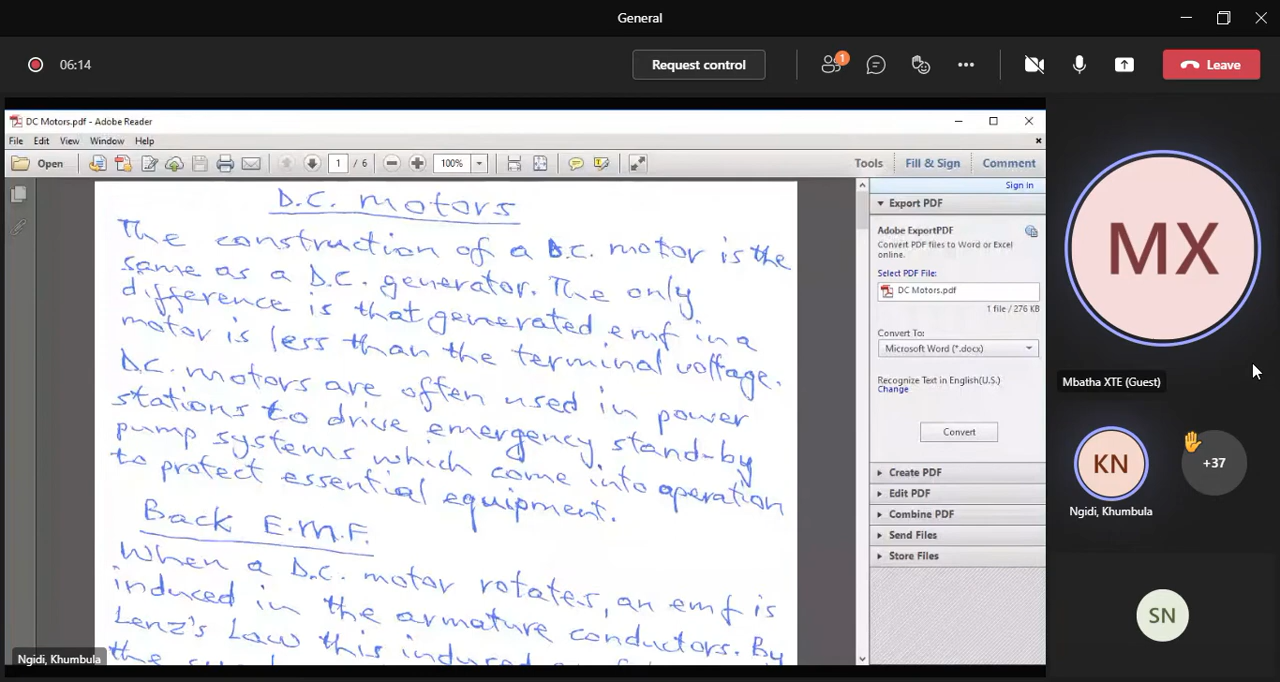 General
06:14
Request control
1
Leave
DC Motors.pdf - Adobe Reader
File Edit View Window Help
Open 1 / 6 100% Tools Fill & Sign Comment
Sign In
Export PDF
Adobe ExportPDF
Convert PDF files to Word or Excel
online.
Select PDF File:
DC Motors.pdf
1 file / 276 KB
Convert To:
Microsoft Word (*.docx)
Recognize Text in English(U.S.)
Change
Convert
Create PDF
Edit PDF
Combine PDF
Send Files
Store Files
D.C. motors
The construction of a D.C. motor is the
same as a D.C. generator. The only
difference is that generated emf in a
motor is less than the terminal voltage.
D.C. motors are often used in power
stations to drive emergency stand-by
pump systems which come into operation
to protect essential equipment.
Back E.M.F.
When a D.C. motor rotates, an emf is
induced in the armature conductors. By
Lenz's Law this induced
the
Ngidi, Khumbula
MX
Mbatha XTE (Guest)
KN
+37
Ngidi, Khumbula
SN